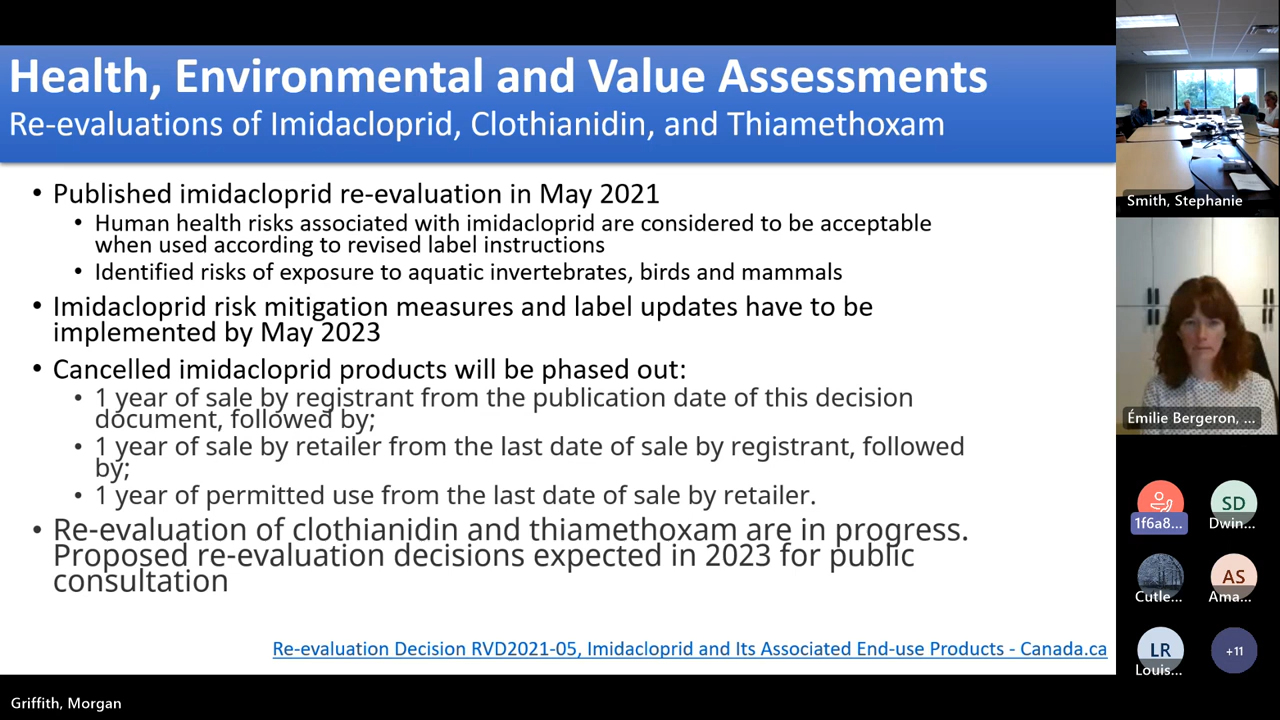 Health, Environmental and Value Assessments
Re-evaluations of Imidacloprid, Clothianidin, and Thiamethoxam
• Published imidacloprid re-evaluation in May 2021
• Human health risks associated with imidacloprid are considered to be acceptable
when used according to revised label instructions
• Identified risks of exposure to aquatic invertebrates, birds and mammals
• Imidacloprid risk mitigation measures and label updates have to be
implemented by May 2023
• Cancelled imidacloprid products will be phased out:
• 1 year of sale by registrant from the publication date of this decision
document, followed by;
• 1 year of sale by retailer from the last date of sale by registrant, followed
by;
• 1 year of permitted use from the last date of sale by retailer.
• Re-evaluation of clothianidin and thiamethoxam are in progress.
Proposed re-evaluation decisions expected in 2023 for public
consultation
Re-evaluation Decision RVD2021-05, Imidacloprid and Its Associated End-use Products - Canada.ca
Griffith, Morgan
Smith, Stephanie
Émilie Bergeron, ...
1f6a8...
SD
Dwin...
Cutle...
AS
Ama...
LR
Louis...
+11